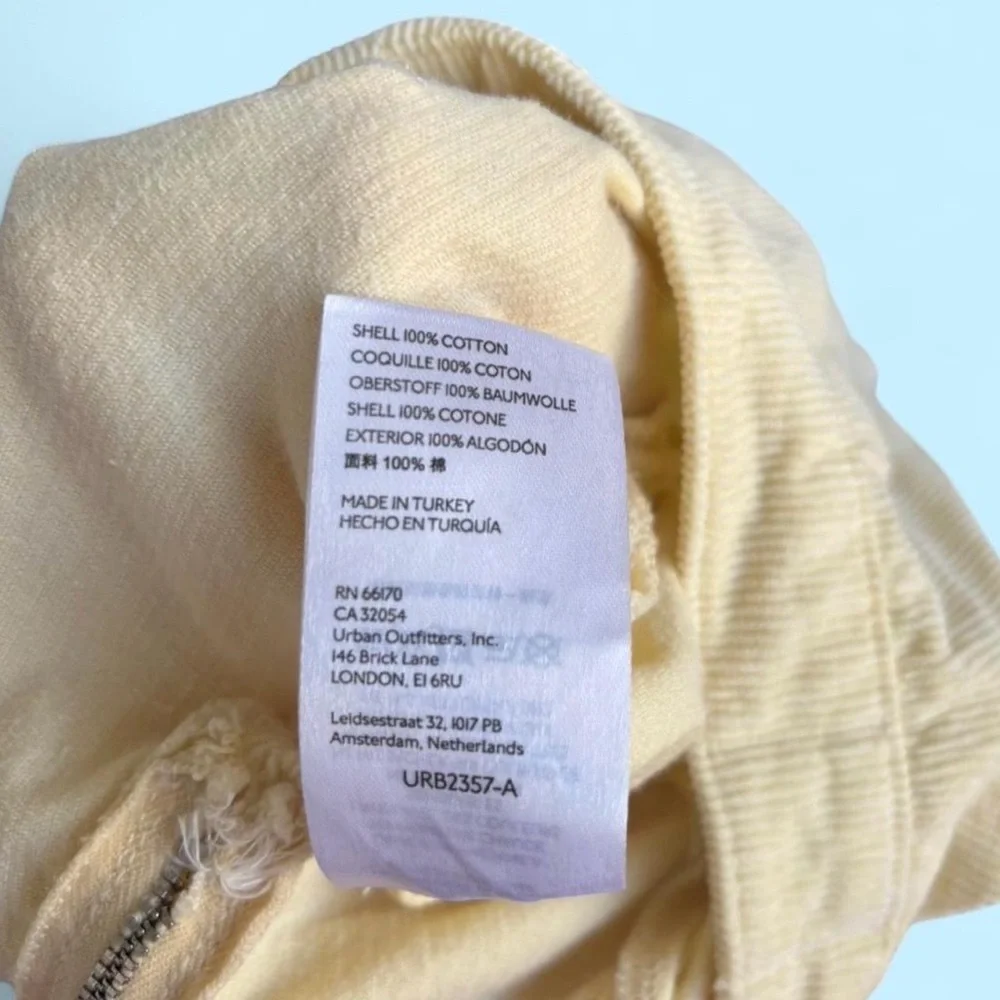 SHELL 100% COTTON
COQUILLE 100% COTON
OBERSTOFF 100% BAUMWOLLE
SHELL 100% COTONE
EXTERIOR 100% ALGODÓN
面料 100% 棉
MADE IN TURKEY
HECHO EN TURQUÍA
RN 66170
CA 32054
Urban Outfitters, Inc.
146 Brick Lane
LONDON, E1 6RU
Leidsestraat 32, 1017 PB
Amsterdam, Netherlands
URB2357-A